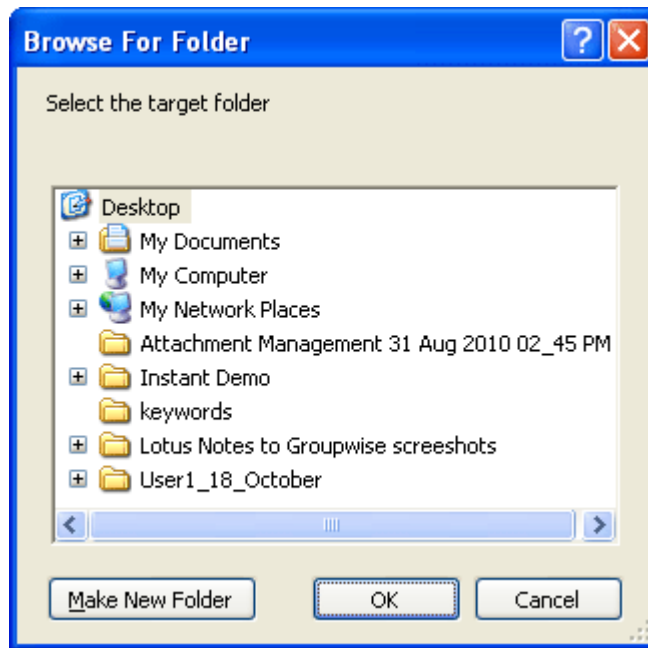 Browse For Folder
Select the target folder
Desktop
My Documents
My Computer
My Network Places
Attachment Management 31 Aug 2010 02_45 PM
Instant Demo
keywords
Lotus Notes to Groupwise screeshots
User1_18_October
Make New Folder OK Cancel